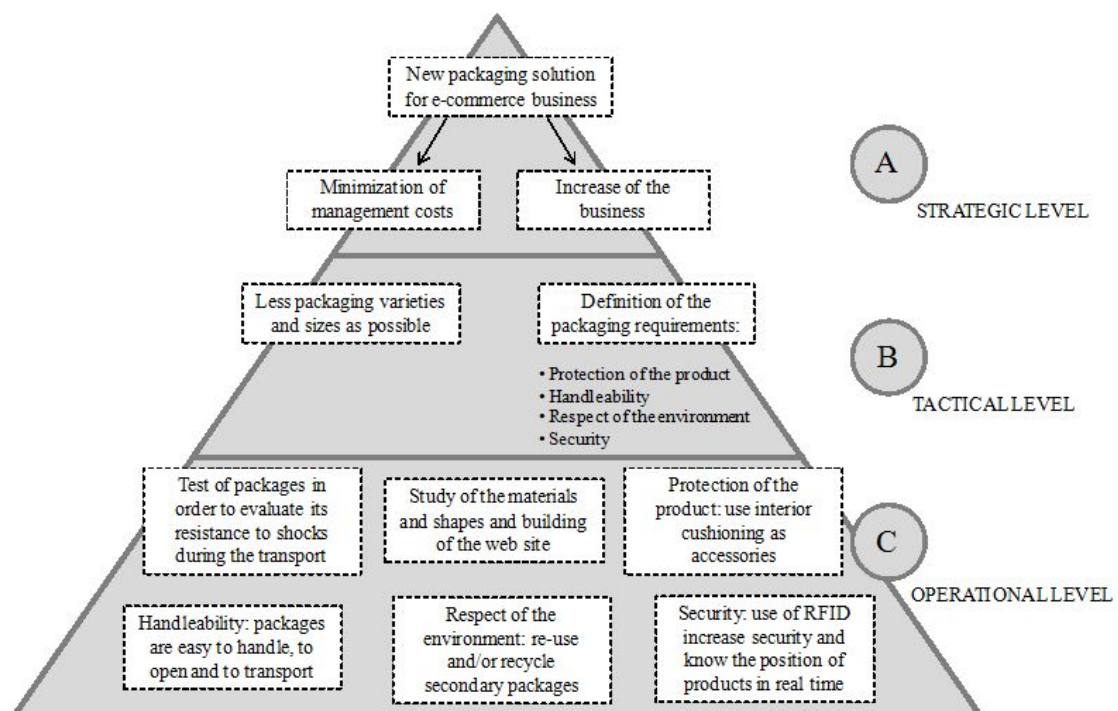 New packaging solution
for e-commerce business
Minimization of
management costs
Increase of the
business
A
STRATEGIC LEVEL
Less packaging varieties
and sizes as possible
Definition of the
packaging requirements:
• Protection of the product
• Handleability
• Respect of the environment
• Security
B
TACTICAL LEVEL
Test of packages in
order to evaluate its
resistance to shocks
during the transport
Study of the materials
and shapes and building
of the web site
Protection of the
product: use interior
cushioning as
accessories
C
OPERATIONAL LEVEL
Handleability: packages
are easy to handle, to
open and to transport
Respect of the
environment: re-use
and/or recycle
secondary packages
Security: use of RFID
increase security and
know the position of
products in real time